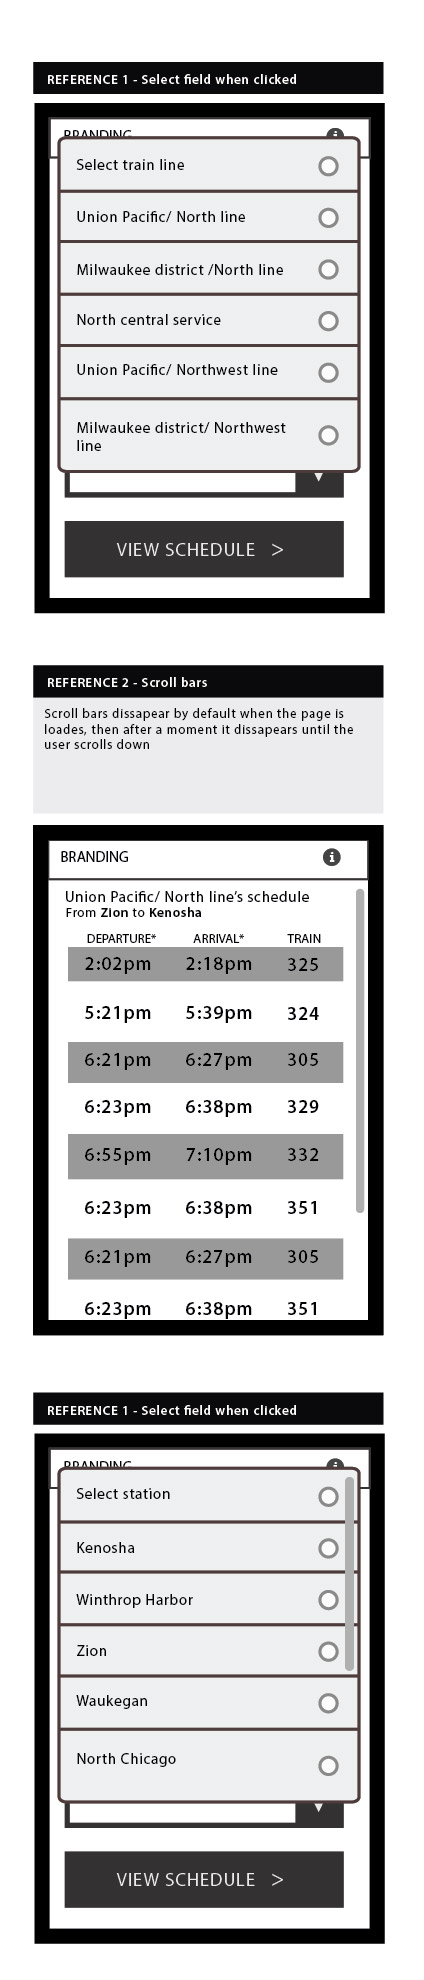 REFERENCE 1 - Select field when clicked
BRANDING
Select train line
Union Pacific/ North line
Milwaukee district /North line
North central service
Union Pacific/ Northwest line
Milwaukee district/ Northwest
line
VIEW SCHEDULE >
REFERENCE 2 - Scroll bars
Scroll bars dissapear by default when the page is
loades, then after a moment it dissapears until the
user scrolls down
BRANDING
Union Pacific/ North line's schedule
From Zion to Kenosha
DEPARTURE* ARRIVAL* TRAIN
2:02pm 2:18pm 325
5:21pm 5:39pm 324
6:21pm 6:27pm 305
6:23pm 6:38pm 329
6:55pm 7:10pm 332
6:23pm 6:38pm 351
6:21pm 6:27pm 305
6:23pm 6:38pm 351
REFERENCE 1 - Select field when clicked
BRANDING
Select station
Kenosha
Winthrop Harbor
Zion
Waukegan
North Chicago
VIEW SCHEDULE >